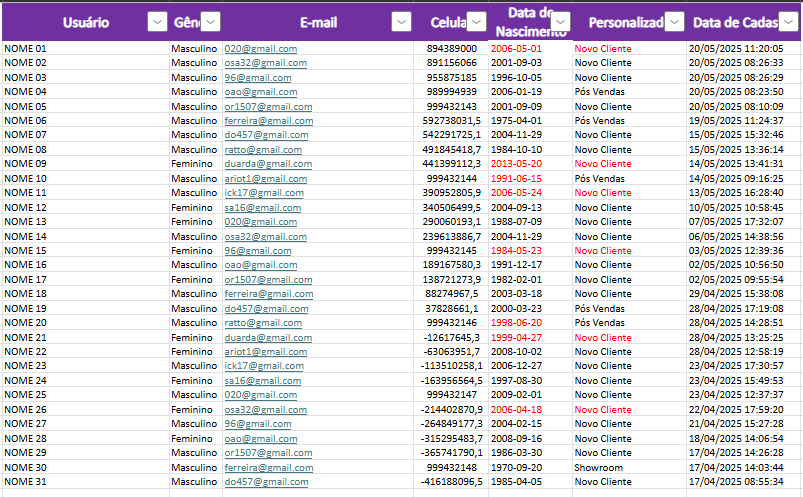 Usuário Gên E-mail Celula Data de Nascimento Personalizad Data de Cadas
NOME 01 Masculino 020@gmail.com 894389000 2006-05-01 Novo Cliente 20/05/2025 11:20:05
NOME 02 Masculino osa32@gmail.com 891156066 2001-09-03 Novo Cliente 20/05/2025 08:26:33
NOME 03 Masculino 96@gmail.com 955875185 1996-10-05 Novo Cliente 20/05/2025 08:26:29
NOME 04 Masculino oao@gmail.com 989994939 2006-01-19 Pós Vendas 20/05/2025 08:23:50
NOME 05 Masculino or1507@gmail.com 999432143 2001-09-09 Novo Cliente 20/05/2025 08:10:09
NOME 06 Masculino ferreira@gmail.com 592738031,5 1975-04-01 Pós Vendas 19/05/2025 11:24:37
NOME 07 Masculino do457@gmail.com 542291725,1 2004-11-29 Novo Cliente 15/05/2025 15:32:46
NOME 08 Masculino ratto@gmail.com 491845418,7 1984-10-10 Novo Cliente 15/05/2025 13:36:14
NOME 09 Feminino duarda@gmail.com 441399112,3 2013-05-20 Novo Cliente 14/05/2025 13:41:31
NOME 10 Masculino ariot1@gmail.com 999432144 1991-06-15 Pós Vendas 14/05/2025 09:16:25
NOME 11 Masculino ick17@gmail.com 390952805,9 2006-05-24 Novo Cliente 13/05/2025 16:28:40
NOME 12 Feminino sa16@gmail.com 340506499,5 2004-09-13 Novo Cliente 10/05/2025 10:58:45
NOME 13 Feminino 020@gmail.com 290060193,1 1988-07-09 Novo Cliente 07/05/2025 17:32:07
NOME 14 Masculino osa32@gmail.com 239613886,7 2004-11-29 Novo Cliente 06/05/2025 14:38:56
NOME 15 Feminino 96@gmail.com 999432145 1984-05-23 Novo Cliente 03/05/2025 12:39:36
NOME 16 Masculino oao@gmail.com 189167580,3 1991-12-17 Novo Cliente 02/05/2025 10:56:50
NOME 17 Feminino or1507@gmail.com 138721273,9 1982-02-01 Novo Cliente 02/05/2025 09:55:54
NOME 18 Masculino ferreira@gmail.com 88274967,5 2003-03-18 Novo Cliente 29/04/2025 15:38:08
NOME 19 Masculino do457@gmail.com 37828661,1 2000-03-23 Pós Vendas 28/04/2025 17:19:08
NOME 20 Masculino ratto@gmail.com 999432146 1998-06-20 Pós Vendas 28/04/2025 14:28:51
NOME 21 Feminino duarda@gmail.com -12617645,3 1999-04-27 Novo Cliente 28/04/2025 13:25:25
NOME 22 Feminino ariot1@gmail.com -63063951,7 2008-10-02 Novo Cliente 28/04/2025 12:58:19
NOME 23 Masculino ick17@gmail.com -113510258,1 2006-12-27 Novo Cliente 23/04/2025 17:30:57
NOME 24 Feminino sa16@gmail.com -163956564,5 1997-08-30 Novo Cliente 23/04/2025 15:49:53
NOME 25 Masculino 020@gmail.com 999432147 2009-02-01 Novo Cliente 23/04/2025 12:37:37
NOME 26 Feminino osa32@gmail.com -214402870,9 2006-04-18 Novo Cliente 22/04/2025 17:59:20
NOME 27 Masculino 96@gmail.com -264849177,3 2004-02-15 Novo Cliente 21/04/2025 15:27:28
NOME 28 Feminino oao@gmail.com -315295483,7 2008-09-16 Novo Cliente 18/04/2025 14:06:54
NOME 29 Masculino or1507@gmail.com -365741790,1 1986-03-30 Novo Cliente 17/04/2025 14:26:28
NOME 30 Masculino ferreira@gmail.com 999432148 1970-09-20 Showroom 17/04/2025 14:03:44
NOME 31 Masculino do457@gmail.com -416188096,5 1985-04-05 Novo Cliente 17/04/2025 08:55:34